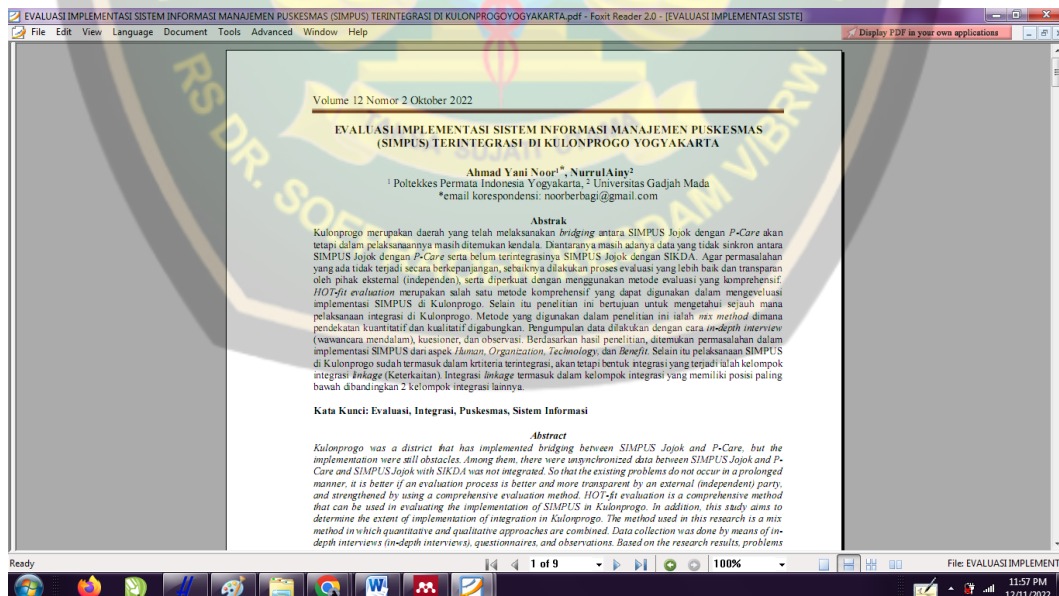 EVALUASI IMPLEMENTASI SISTEM INFORMASI MANAJEMEN PUSKESMAS (SIMPUS) TERINTEGRASI DI KULONPROGOYOGYAKARTA.pdf - Foxit Reader 2.0 - [EVALUASI IMPLEMENTASI SISTE]
File Edit View Language Document Tools Advanced Window Help
Display PDF in your own applications
Volume 12 Nomor 2 Oktober 2022
EVALUASI IMPLEMENTASI SISTEM INFORMASI MANAJEMEN PUSKESMAS
(SIMPUS) TERINTEGRASI DI KULONPROGO YOGYAKARTA
Ahmad Yani Noor1*, NurrulAiny2
1 Poltekkes Permata Indonesia Yogyakarta, 2 Universitas Gadjah Mada
*email korespondensi: noorberbagi@gmail.com
Abstrak
Kulonprogo merupakan daerah yang telah melaksanakan bridging antara SIMPUS Jojok dengan P-Care akan
tetapi dalam pelaksanaannya masih ditemukan kendala. Diantaranya masih adanya data yang tidak sinkron antara
SIMPUS Jojok dengan P-Care serta belum terintegrasinya SIMPUS Jojok dengan SIKDA. Agar permasalahan
yang ada tidak terjadi secara berkepanjangan, sebaiknya dilakukan proses evaluasi yang lebih baik dan transparan
oleh pihak eksternal (independen), serta diperkuat dengan menggunakan metode evaluasi yang komprehensif.
HOT-fit evaluation merupakan salah satu metode komprehensif yang dapat digunakan dalam mengeveluasi
implementasi SIMPUS di Kulonprogo. Selain itu penelitian ini bertujuan untuk mengetahui sejauh mana
pelaksanaan integrasi di Kulonprogo. Metode yang digunakan dalam penelitian ini ialah mix method dimana
pendekatan kuantitatif dan kualitatif digabungkan. Pengumpulan data dilakukan dengan cara in-depth interview
(wawancara mendalam), kuesioner, dan observasi. Berdasarkan hasil penelitian, ditemukan permasalahan dalam
implementasi SIMPUS dari aspek Human, Organization, Technology, dan Benefit. Selain itu pelaksanaan SIMPUS
di Kulonprogo sudah termasuk dalam krtiteria terintegrasi, akan tetapi bentuk integrasi yang terjadi ialah kelompok
integrasi linkage (Keterkaitan). Integrasi linkage termasuk dalam kelompok integrasi yang memiliki posisi paling
bawah dibandingkan 2 kelompok integrasi lainnya.
Kata Kunci: Evaluasi, Integrasi, Puskesmas, Sistem Informasi
Abstract
Kulonprogo was a district that has implemented bridging between SIMPUS Jojok and P-Care, but the
implementation were still obstacles. Among them, there were unsynchronized data between SIMPUS Jojok and P-
Care and SIMPUS Jojok with SIKDA was not integrated. So that the existing problems do not occur in a prolonged
manner, it is better if an evaluation process is better and more transparent by an external (independent) party,
and strengthened by using a comprehensive evaluation method. HOT-fit evaluation is a comprehensive method
that can be used in evaluating the implementation of SIMPUS in Kulonprogo. In addition, this study aims to
determine the extent of implementation of integration in Kulonprogo. The method used in this research is a mix
method in which quantitative and qualitative approaches are combined. Data collection was done by means of in-
depth interviews (in-depth interviews), questionnaires, and observations. Based on the research results, problems
Ready
1 of 9
100%
File: EVALUASI IMPLEMENT
11:57 PM
12/11/2022
RS DR. SOE
DAM V/BRW
SUJATI UTAMA